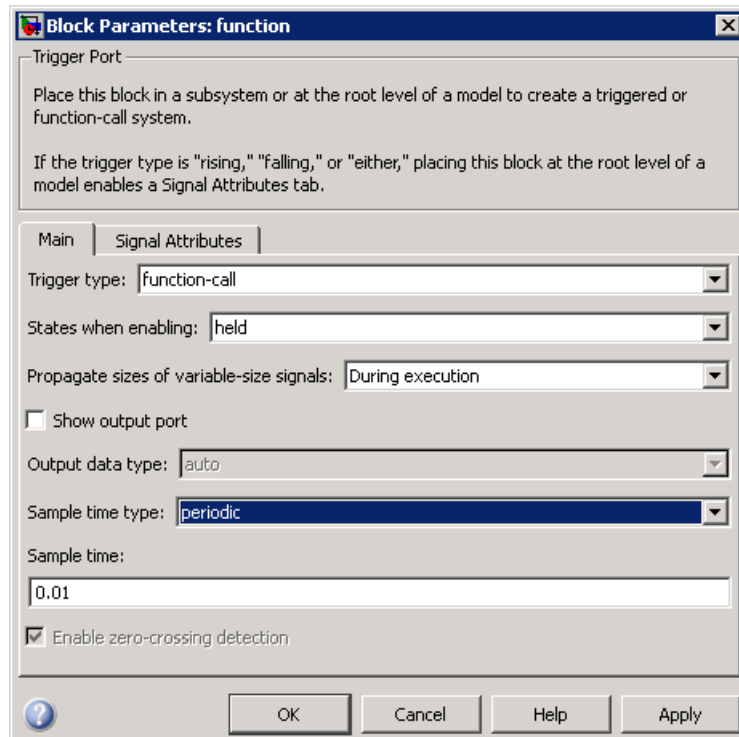 Block Parameters: function
Trigger Port
Place this block in a subsystem or at the root level of a model to create a triggered or
function-call system.
If the trigger type is "rising," "falling," or "either," placing this block at the root level of a
model enables a Signal Attributes tab.
Main Signal Attributes
Trigger type: function-call
States when enabling: held
Propagate sizes of variable-size signals: During execution
Show output port
Output data type: auto
Sample time type: periodic
Sample time:
0.01
Enable zero-crossing detection
? OK Cancel Help Apply